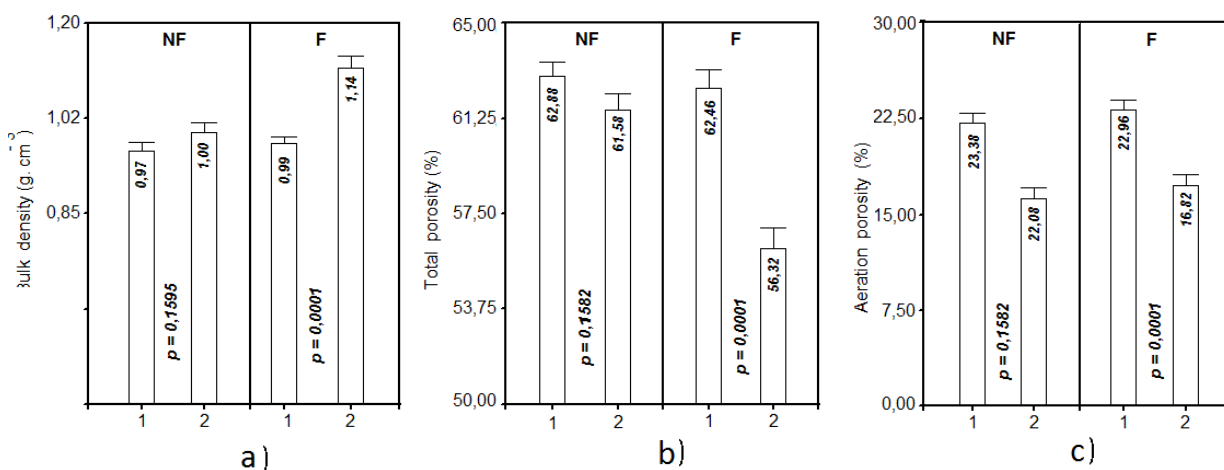 1,20
1,02
0,85
Bulk density (g. cm⁻³)
NF
F
0,97
1,00
0,99
1,14
p = 0,1595
p = 0,0001
1 2 1 2
a)
65,00
61,25
57,50
53,75
50,00
Total porosity (%)
NF
F
62,88
61,58
62,46
56,32
p = 0,1582
p = 0,0001
1 2 1 2
b)
30,00
22,50
15,00
7,50
0,00
Aeration porosity (%)
NF
F
23,38
22,08
22,96
16,82
p = 0,1582
p = 0,0001
1 2 1 2
c)